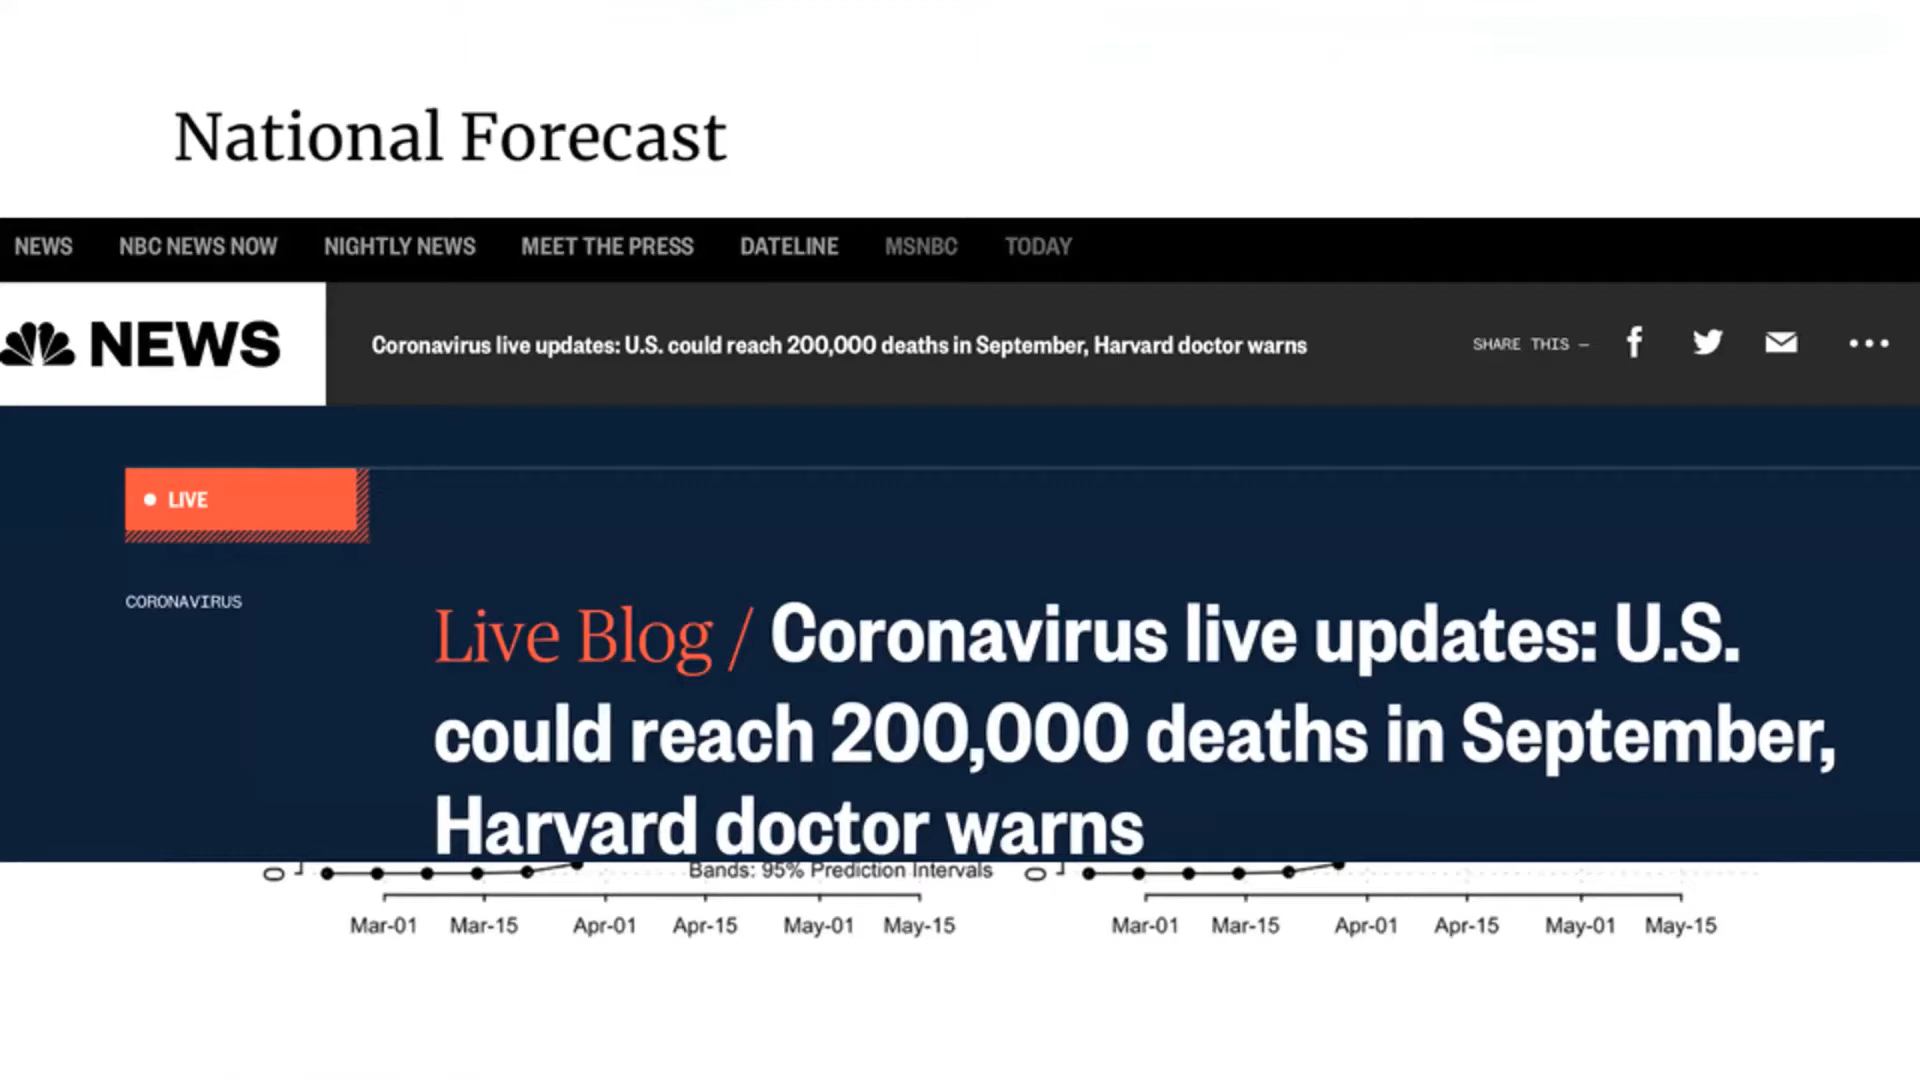 National Forecast
NEWS NBC NEWS NOW NIGHTLY NEWS MEET THE PRESS DATELINE MSNBC TODAY
NEWS
Coronavirus live updates: U.S. could reach 200,000 deaths in September, Harvard doctor warns
SHARE THIS —
LIVE
CORONAVIRUS
Live Blog / Coronavirus live updates: U.S.
could reach 200,000 deaths in September,
Harvard doctor warns
0 Bands: 95% Prediction Intervals 0
Mar-01 Mar-15 Apr-01 Apr-15 May-01 May-15 Mar-01 Mar-15 Apr-01 Apr-15 May-01 May-15